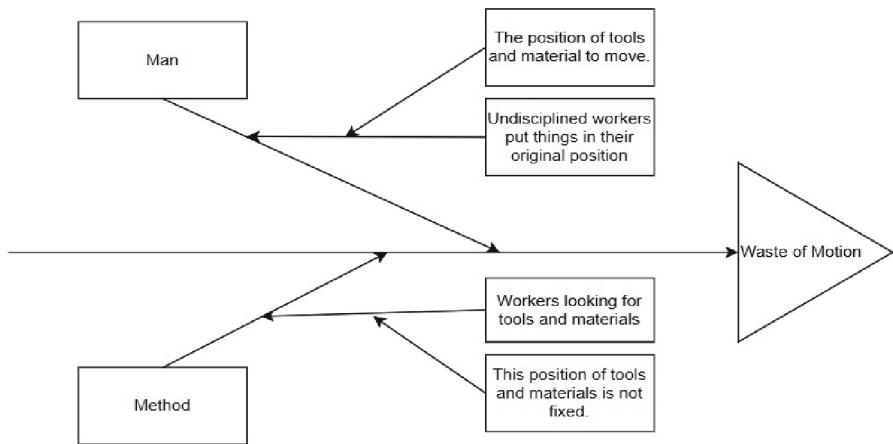 Man
The position of tools
and material to move.
Undisciplined workers
put things in their
original position
Waste of Motion
Workers looking for
tools and materials
Method
This position of tools
and materials is not
fixed.